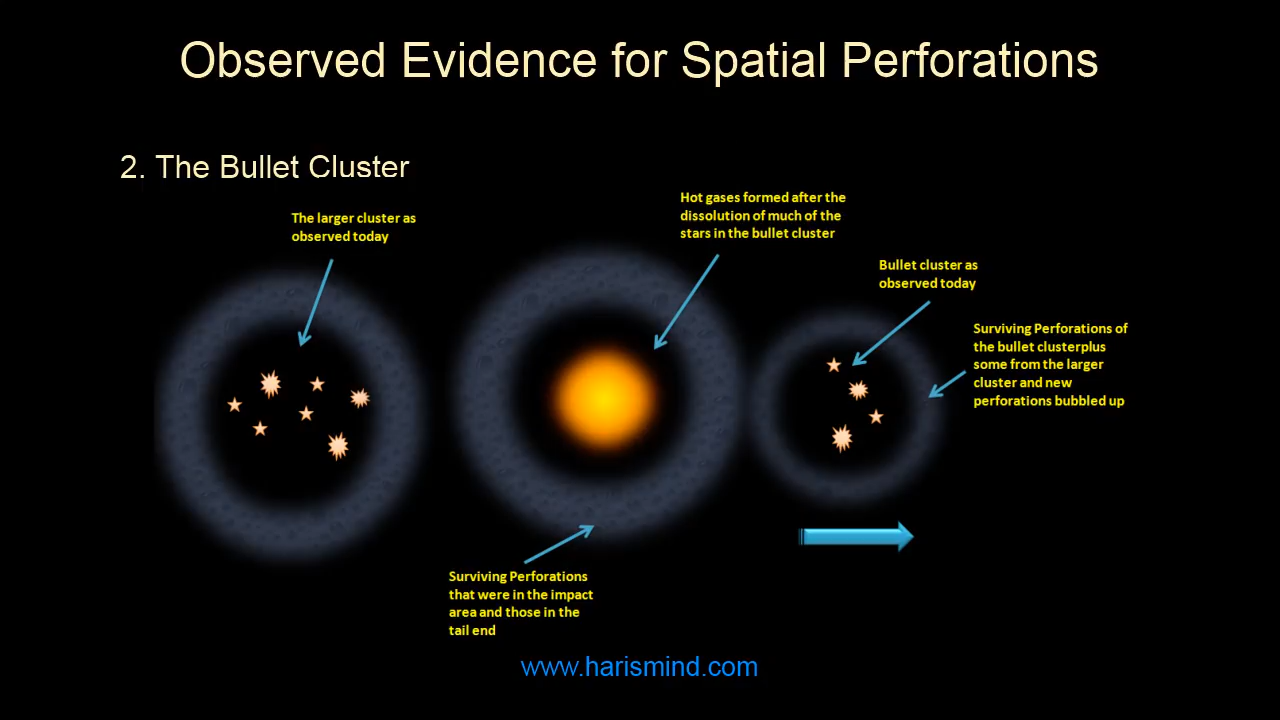 Observed Evidence for Spatial Perforations
2. The Bullet Cluster
The larger cluster as
observed today
Hot gases formed after the
dissolution of much of the
stars in the bullet cluster
Bullet cluster as
observed today
Surviving Perforations of
the bullet clusterplus
some from the larger
cluster and new
perforations bubbled up
Surviving Perforations
that were in the impact
area and those in the
tail end
www.harismind.com